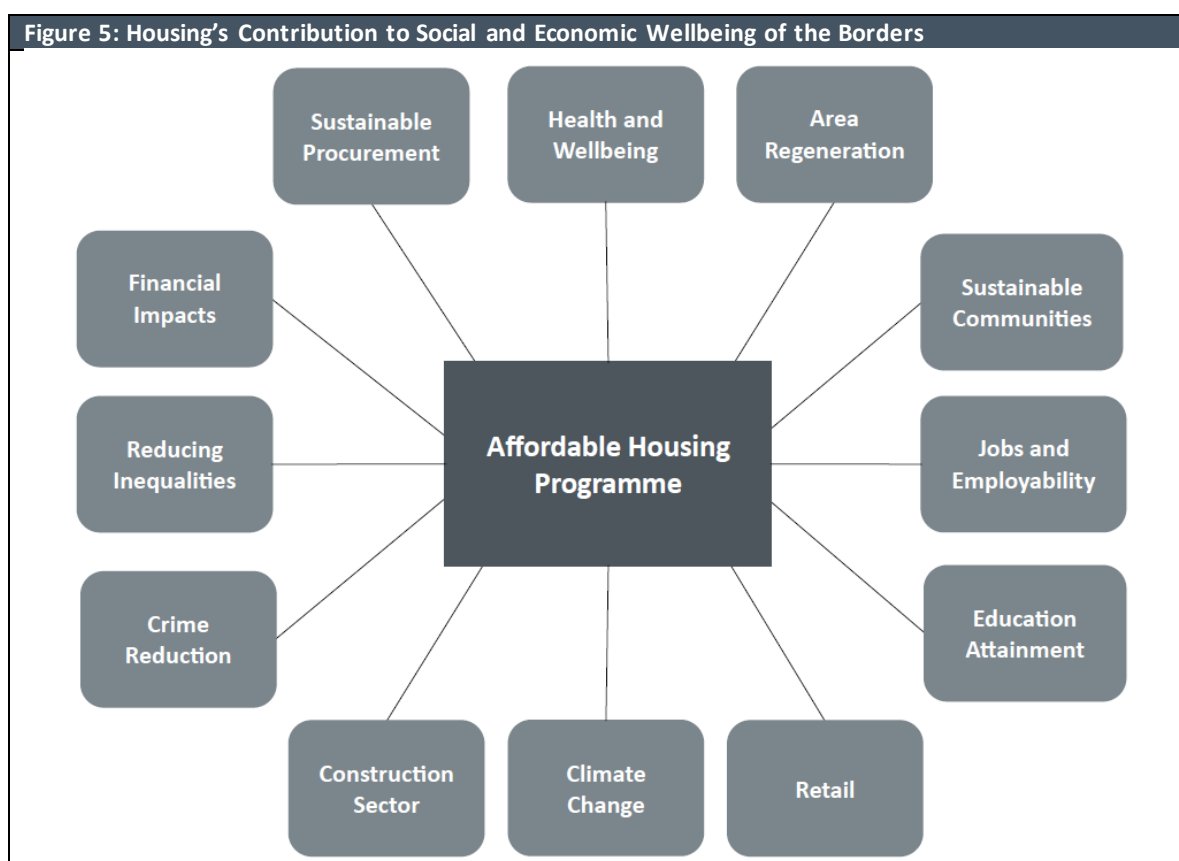 Figure 5: Housing's Contribution to Social and Economic Wellbeing of the Borders
Sustainable
Procurement
Health and
Wellbeing
Area
Regeneration
Financial
Impacts
Sustainable
Communities
Reducing
Inequalities
Affordable Housing
Programme
Jobs and
Employability
Crime
Reduction
Education
Attainment
Construction
Sector
Climate
Change
Retail